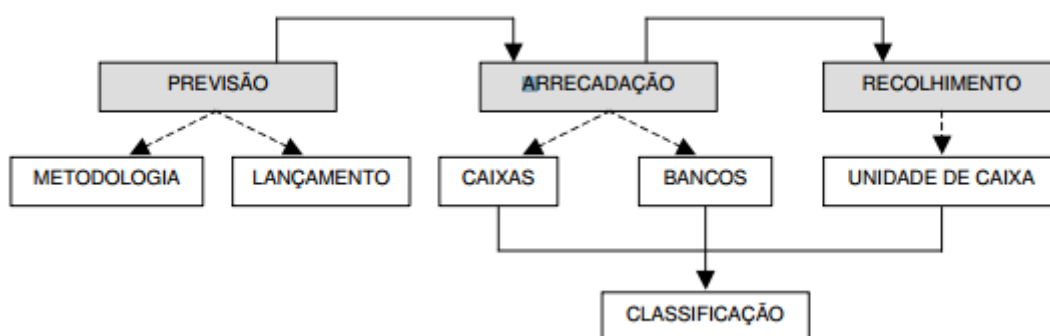 PREVISÃO
ARRECADAÇÃO
RECOLHIMENTO
METODOLOGIA
LANÇAMENTO
CAIXAS
BANCOS
UNIDADE DE CAIXA
CLASSIFICAÇÃO